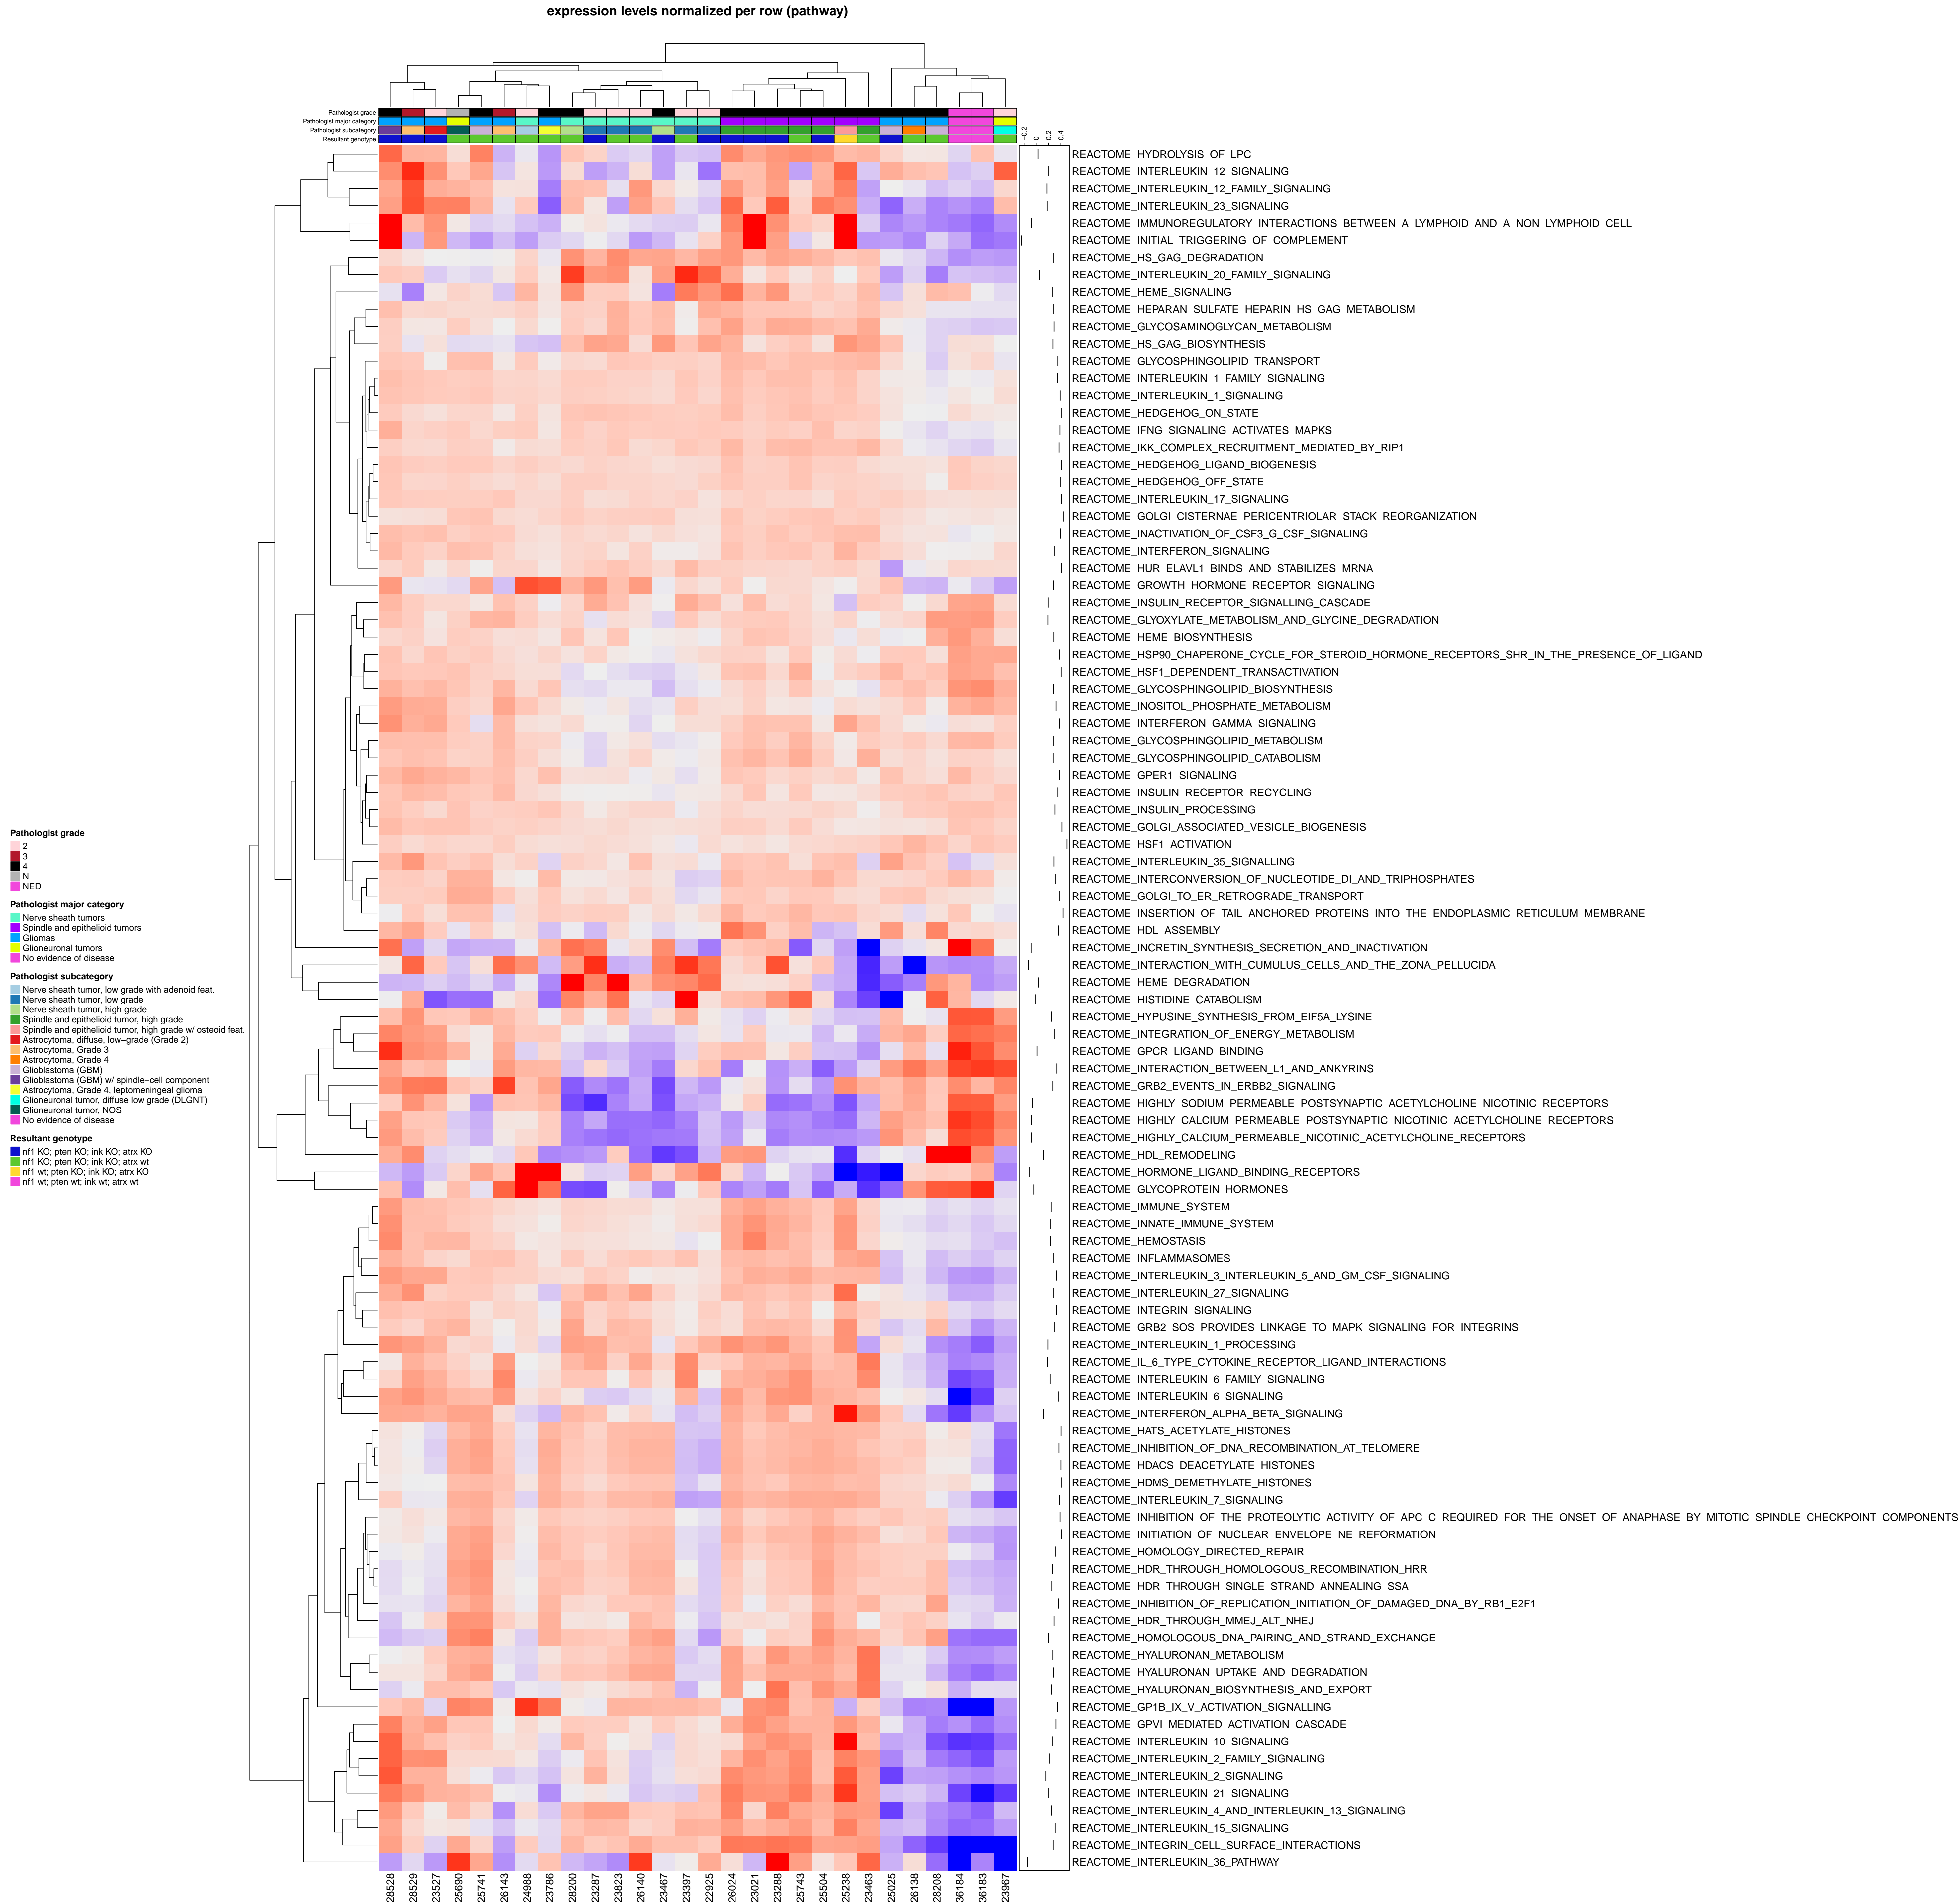 expression levels normalized per row (pathway)
Pathologist grade
Pathologist major category
Pathologist subcategory
Resultant genotype
−0.2
0
0.2
0.4
REACTOME_HYDROLYSIS_OF_LPC
REACTOME_INTERLEUKIN_12_SIGNALING
REACTOME_INTERLEUKIN_12_FAMILY_SIGNALING
REACTOME_INTERLEUKIN_23_SIGNALING
REACTOME_IMMUNOREGULATORY_INTERACTIONS_BETWEEN_A_LYMPHOID_AND_A_NON_LYMPHOID_CELL
REACTOME_INITIAL_TRIGGERING_OF_COMPLEMENT
REACTOME_HS_GAG_DEGRADATION
REACTOME_INTERLEUKIN_20_FAMILY_SIGNALING
REACTOME_HEME_SIGNALING
REACTOME_HEPARAN_SULFATE_HEPARIN_HS_GAG_METABOLISM
REACTOME_GLYCOSAMINOGLYCAN_METABOLISM
REACTOME_HS_GAG_BIOSYNTHESIS
REACTOME_GLYCOSPHINGOLIPID_TRANSPORT
REACTOME_INTERLEUKIN_1_FAMILY_SIGNALING
REACTOME_INTERLEUKIN_1_SIGNALING
REACTOME_HEDGEHOG_ON_STATE
REACTOME_IFNG_SIGNALING_ACTIVATES_MAPKS
REACTOME_IKK_COMPLEX_RECRUITMENT_MEDIATED_BY_RIP1
REACTOME_HEDGEHOG_LIGAND_BIOGENESIS
REACTOME_HEDGEHOG_OFF_STATE
REACTOME_INTERLEUKIN_17_SIGNALING
REACTOME_GOLGI_CISTERNAE_PERICENTRIOLAR_STACK_REORGANIZATION
REACTOME_INACTIVATION_OF_CSF3_G_CSF_SIGNALING
REACTOME_INTERFERON_SIGNALING
REACTOME_HUR_ELAVL1_BINDS_AND_STABILIZES_MRNA
REACTOME_GROWTH_HORMONE_RECEPTOR_SIGNALING
REACTOME_INSULIN_RECEPTOR_SIGNALLING_CASCADE
REACTOME_GLYOXYLATE_METABOLISM_AND_GLYCINE_DEGRADATION
REACTOME_HEME_BIOSYNTHESIS
REACTOME_HSP90_CHAPERONE_CYCLE_FOR_STEROID_HORMONE_RECEPTORS_SHR_IN_THE_PRESENCE_OF_LIGAND
REACTOME_HSF1_DEPENDENT_TRANSACTIVATION
REACTOME_GLYCOSPHINGOLIPID_BIOSYNTHESIS
REACTOME_INOSITOL_PHOSPHATE_METABOLISM
REACTOME_INTERFERON_GAMMA_SIGNALING
REACTOME_GLYCOSPHINGOLIPID_METABOLISM
REACTOME_GLYCOSPHINGOLIPID_CATABOLISM
REACTOME_GPER1_SIGNALING
REACTOME_INSULIN_RECEPTOR_RECYCLING
REACTOME_INSULIN_PROCESSING
REACTOME_GOLGI_ASSOCIATED_VESICLE_BIOGENESIS
REACTOME_HSF1_ACTIVATION
REACTOME_INTERLEUKIN_35_SIGNALLING
REACTOME_INTERCONVERSION_OF_NUCLEOTIDE_DI_AND_TRIPHOSPHATES
REACTOME_GOLGI_TO_ER_RETROGRADE_TRANSPORT
REACTOME_INSERTION_OF_TAIL_ANCHORED_PROTEINS_INTO_THE_ENDOPLASMIC_RETICULUM_MEMBRANE
REACTOME_HDL_ASSEMBLY
REACTOME_INCRETIN_SYNTHESIS_SECRETION_AND_INACTIVATION
REACTOME_INTERACTION_WITH_CUMULUS_CELLS_AND_THE_ZONA_PELLUCIDA
REACTOME_HEME_DEGRADATION
REACTOME_HISTIDINE_CATABOLISM
REACTOME_HYPUSINE_SYNTHESIS_FROM_EIF5A_LYSINE
REACTOME_INTEGRATION_OF_ENERGY_METABOLISM
REACTOME_GPCR_LIGAND_BINDING
REACTOME_INTERACTION_BETWEEN_L1_AND_ANKYRINS
REACTOME_GRB2_EVENTS_IN_ERBB2_SIGNALING
REACTOME_HIGHLY_SODIUM_PERMEABLE_POSTSYNAPTIC_ACETYLCHOLINE_NICOTINIC_RECEPTORS
REACTOME_HIGHLY_CALCIUM_PERMEABLE_POSTSYNAPTIC_NICOTINIC_ACETYLCHOLINE_RECEPTORS
REACTOME_HIGHLY_CALCIUM_PERMEABLE_NICOTINIC_ACETYLCHOLINE_RECEPTORS
REACTOME_HDL_REMODELING
REACTOME_HORMONE_LIGAND_BINDING_RECEPTORS
REACTOME_GLYCOPROTEIN_HORMONES
REACTOME_IMMUNE_SYSTEM
REACTOME_INNATE_IMMUNE_SYSTEM
REACTOME_HEMOSTASIS
REACTOME_INFLAMMASOMES
REACTOME_INTERLEUKIN_3_INTERLEUKIN_5_AND_GM_CSF_SIGNALING
REACTOME_INTERLEUKIN_27_SIGNALING
REACTOME_INTEGRIN_SIGNALING
REACTOME_GRB2_SOS_PROVIDES_LINKAGE_TO_MAPK_SIGNALING_FOR_INTEGRINS
REACTOME_INTERLEUKIN_1_PROCESSING
REACTOME_IL_6_TYPE_CYTOKINE_RECEPTOR_LIGAND_INTERACTIONS
REACTOME_INTERLEUKIN_6_FAMILY_SIGNALING
REACTOME_INTERLEUKIN_6_SIGNALING
REACTOME_INTERFERON_ALPHA_BETA_SIGNALING
REACTOME_HATS_ACETYLATE_HISTONES
REACTOME_INHIBITION_OF_DNA_RECOMBINATION_AT_TELOMERE
REACTOME_HDACS_DEACETYLATE_HISTONES
REACTOME_HDMS_DEMETHYLATE_HISTONES
REACTOME_INTERLEUKIN_7_SIGNALING
REACTOME_INHIBITION_OF_THE_PROTEOLYTIC_ACTIVITY_OF_APC_C_REQUIRED_FOR_THE_ONSET_OF_ANAPHASE_BY_MITOTIC_SPINDLE_CHECKPOINT_COMPONENTS
REACTOME_INITIATION_OF_NUCLEAR_ENVELOPE_NE_REFORMATION
REACTOME_HOMOLOGY_DIRECTED_REPAIR
REACTOME_HDR_THROUGH_HOMOLOGOUS_RECOMBINATION_HRR
REACTOME_HDR_THROUGH_SINGLE_STRAND_ANNEALING_SSA
REACTOME_INHIBITION_OF_REPLICATION_INITIATION_OF_DAMAGED_DNA_BY_RB1_E2F1
REACTOME_HDR_THROUGH_MMEJ_ALT_NHEJ
REACTOME_HOMOLOGOUS_DNA_PAIRING_AND_STRAND_EXCHANGE
REACTOME_HYALURONAN_METABOLISM
REACTOME_HYALURONAN_UPTAKE_AND_DEGRADATION
REACTOME_HYALURONAN_BIOSYNTHESIS_AND_EXPORT
REACTOME_GP1B_IX_V_ACTIVATION_SIGNALLING
REACTOME_GPVI_MEDIATED_ACTIVATION_CASCADE
REACTOME_INTERLEUKIN_10_SIGNALING
REACTOME_INTERLEUKIN_2_FAMILY_SIGNALING
REACTOME_INTERLEUKIN_2_SIGNALING
REACTOME_INTERLEUKIN_21_SIGNALING
REACTOME_INTERLEUKIN_4_AND_INTERLEUKIN_13_SIGNALING
REACTOME_INTERLEUKIN_15_SIGNALING
REACTOME_INTEGRIN_CELL_SURFACE_INTERACTIONS
REACTOME_INTERLEUKIN_36_PATHWAY
Pathologist grade
2
3
4
N
NED
Pathologist major category
Nerve sheath tumors
Spindle and epithelioid tumors
Gliomas
Glioneuronal tumors
No evidence of disease
Pathologist subcategory
Nerve sheath tumor, low grade with adenoid feat.
Nerve sheath tumor, low grade
Nerve sheath tumor, high grade
Spindle and epithelioid tumor, high grade
Spindle and epithelioid tumor, high grade w/ osteoid feat.
Astrocytoma, diffuse, low−grade (Grade 2)
Astrocytoma, Grade 3
Astrocytoma, Grade 4
Glioblastoma (GBM)
Glioblastoma (GBM) w/ spindle−cell component
Astrocytoma, Grade 4, leptomeningeal glioma
Glioneuronal tumor, diffuse low grade (DLGNT)
Glioneuronal tumor, NOS
No evidence of disease
Resultant genotype
nf1 KO; pten KO; ink KO; atrx KO
nf1 KO; pten KO; ink KO; atrx wt
nf1 wt; pten KO; ink KO; atrx KO
nf1 wt; pten wt; ink wt; atrx wt
28528
28529
23527
25690
25741
26143
24988
23786
28200
23287
23823
26140
23467
23397
22925
26024
23021
23288
25743
25504
25238
23463
25025
26138
28208
36184
36183
23967